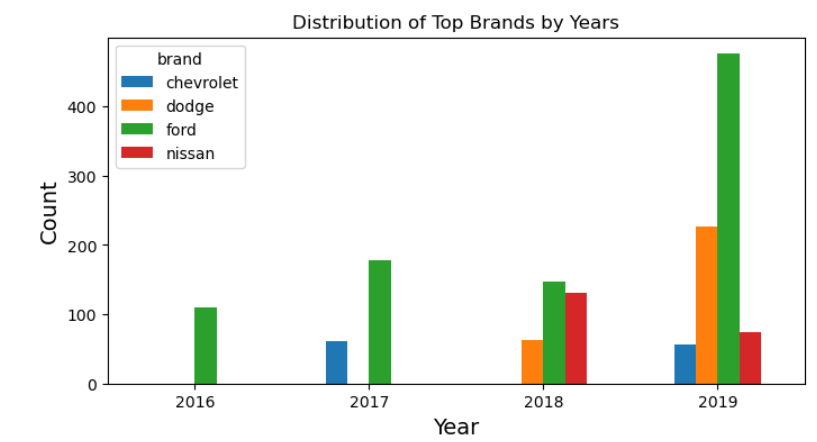 Distribution of Top Brands by Years
brand
chevrolet
dodge
ford
nissan
Count
400
300
200
100
0
2016 2017 2018 2019
Year